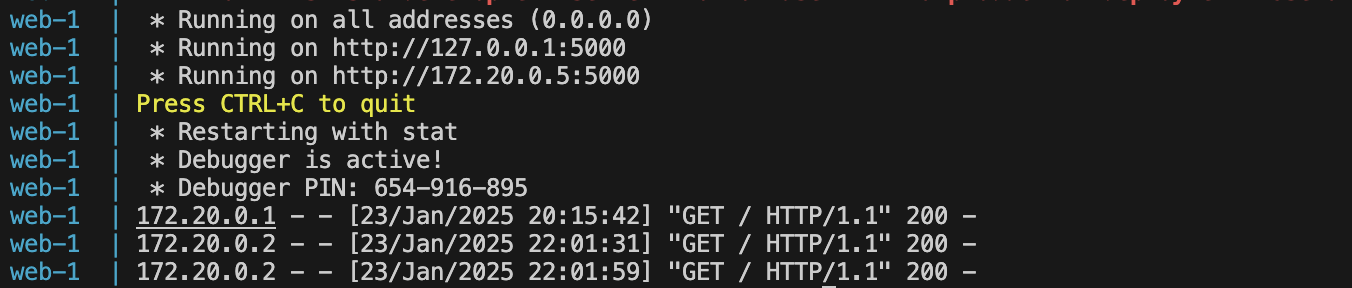 web-1 | * Running on all addresses (0.0.0.0)
web-1 | * Running on http://127.0.0.1:5000
web-1 | * Running on http://172.20.0.5:5000
web-1 | Press CTRL+C to quit
web-1 | * Restarting with stat
web-1 | * Debugger is active!
web-1 | * Debugger PIN: 654-916-895
web-1 | 172.20.0.1 - - [23/Jan/2025 20:15:42] "GET / HTTP/1.1" 200 -
web-1 | 172.20.0.2 - - [23/Jan/2025 22:01:31] "GET / HTTP/1.1" 200 -
web-1 | 172.20.0.2 - - [23/Jan/2025 22:01:59] "GET / HTTP/1.1" 200 -